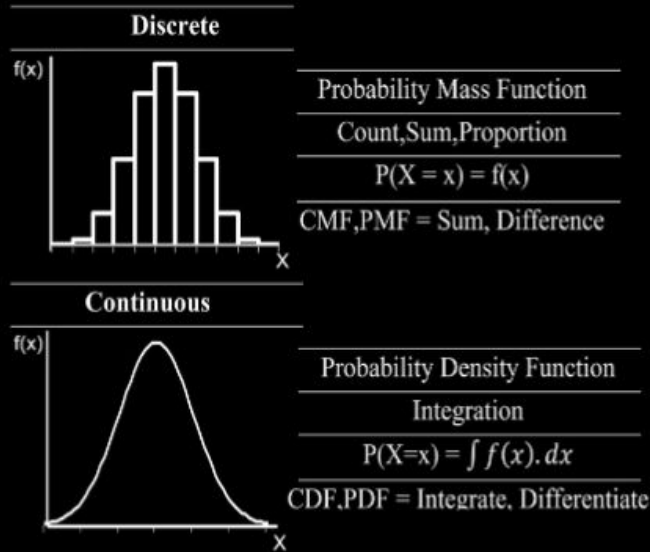 Discrete
f(x)
X
Probability Mass Function
Count,Sum,Proportion
P(X = x) = f(x)
CMF,PMF = Sum, Difference
Continuous
f(x)
X
Probability Density Function
Integration
P(X=x) = ∫ f(x). dx
CDF,PDF = Integrate, Differentiate